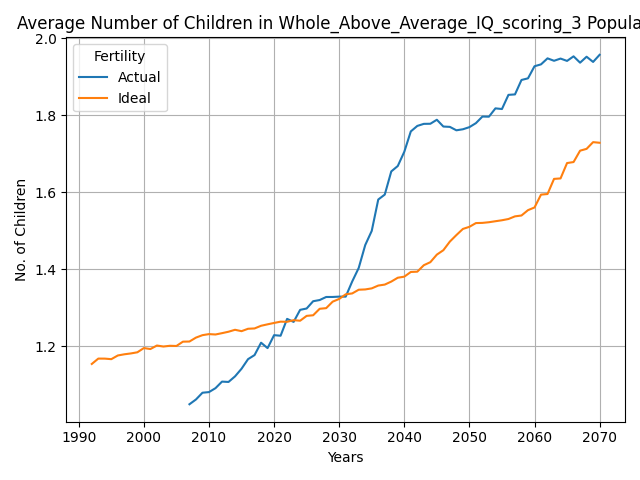 Average Number of Children in Whole_Above_Average_IQ_scoring_3 Popula
2.0
1.8
1.6
1.4
1.2
No. of Children
Fertility
Actual
Ideal
1990 2000 2010 2020 2030 2040 2050 2060 2070
Years